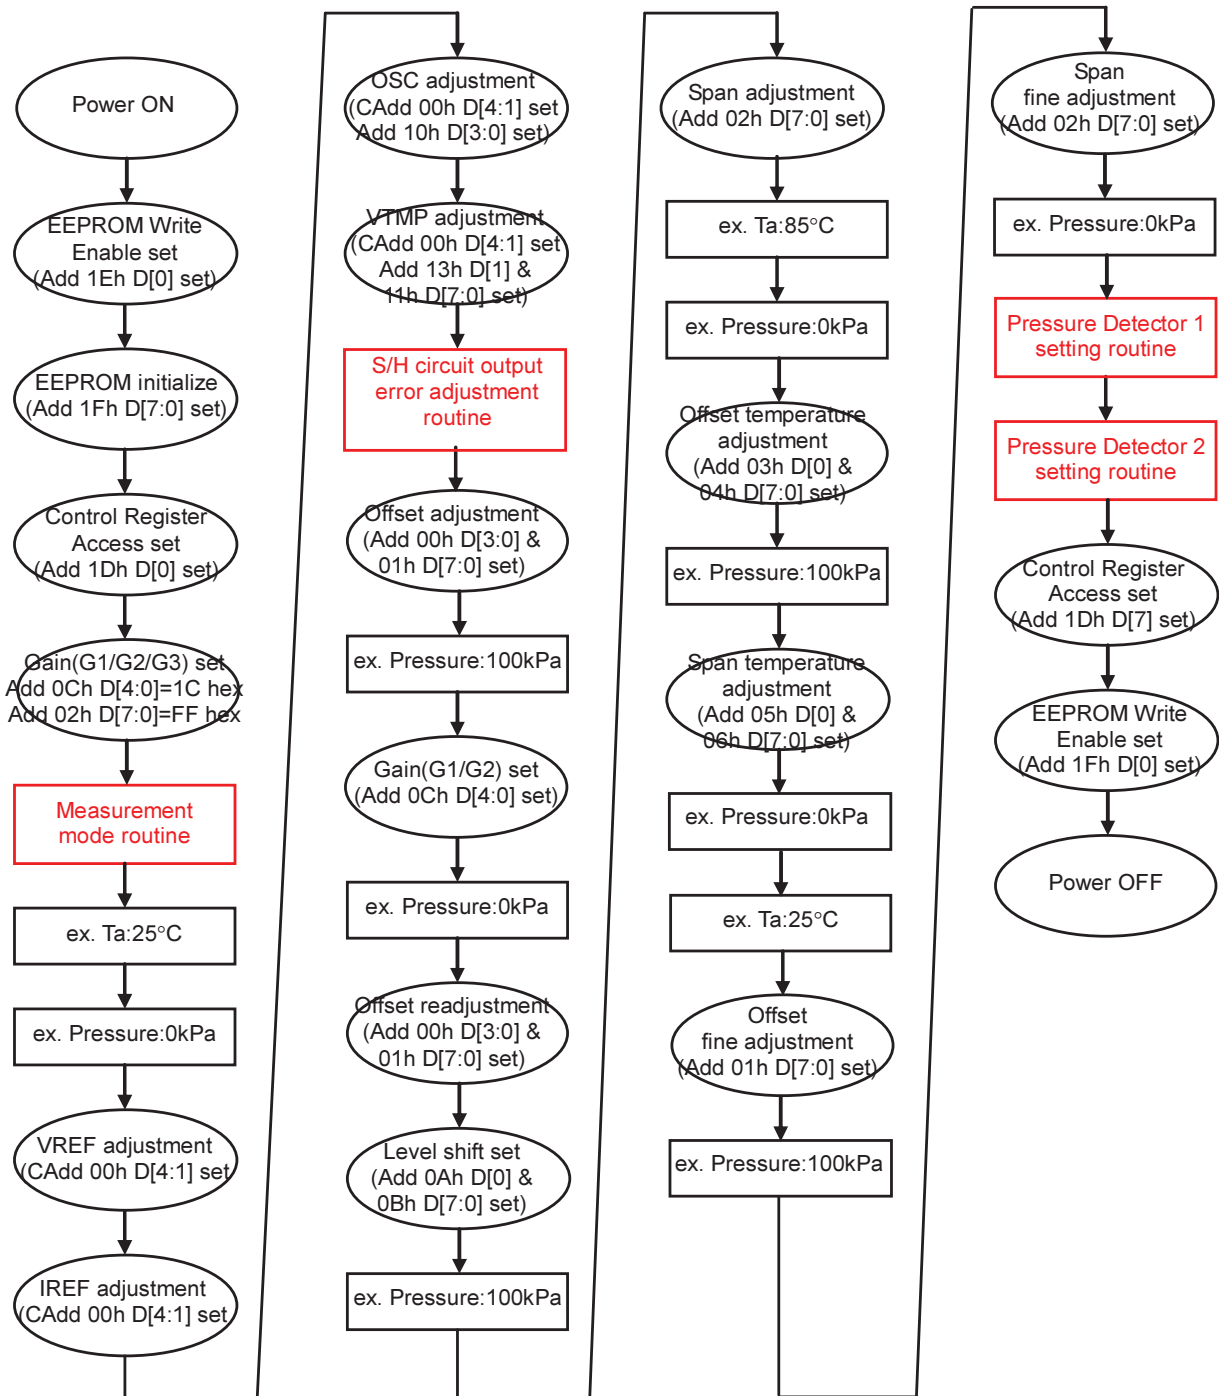 Power ON
EEPROM Write
Enable set
(Add 1Eh D[0] set)
EEPROM initialize
(Add 1Fh D[7:0] set)
Control Register
Access set
(Add 1Dh D[0] set)
Gain(G1/G2/G3) set
Add 0Ch D[4:0]=1C hex
Add 02h D[7:0]=FF hex
Measurement
mode routine
ex. Ta:25°C
ex. Pressure:0kPa
VREF adjustment
(CAdd 00h D[4:1] set
IREF adjustment
(CAdd 00h D[4:1] set
OSC adjustment
(CAdd 00h D[4:1] set
Add 10h D[3:0] set)
VTMP adjustment
(CAdd 00h D[4:1] set
Add 13h D[1] &
11h D[7:0] set)
S/H circuit output
error adjustment
routine
Offset adjustment
(Add 00h D[3:0] &
01h D[7:0] set)
ex. Pressure:100kPa
Gain(G1/G2) set
(Add 0Ch D[4:0] set)
ex. Pressure:0kPa
Offset readjustment
(Add 00h D[3:0] &
01h D[7:0] set)
Level shift set
(Add 0Ah D[0] &
0Bh D[7:0] set)
ex. Pressure:100kPa
Span adjustment
(Add 02h D[7:0] set)
ex. Ta:85°C
ex. Pressure:0kPa
Offset temperature
adjustment
(Add 03h D[0] &
04h D[7:0] set)
ex. Pressure:100kPa
Span temperature
adjustment
(Add 05h D[0] &
06h D[7:0] set)
ex. Pressure:0kPa
ex. Ta:25°C
Offset
fine adjustment
(Add 01h D[7:0] set)
ex. Pressure:100kPa
Span
fine adjustment
(Add 02h D[7:0] set)
ex. Pressure:0kPa
Pressure Detector 1
setting routine
Pressure Detector 2
setting routine
Control Register
Access set
(Add 1Dh D[7] set)
EEPROM Write
Enable set
(Add 1Fh D[0] set)
Power OFF